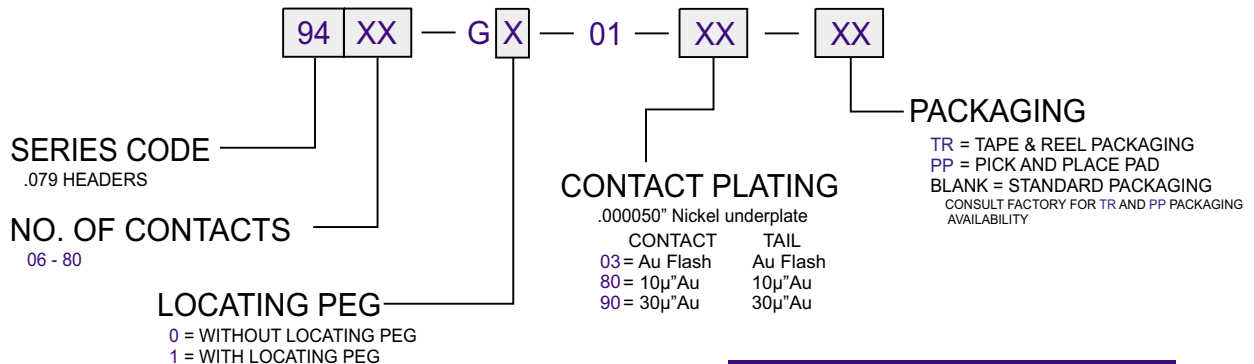 94 XX — G X — 01 — XX — XX
SERIES CODE
.079 HEADERS
NO. OF CONTACTS
06 - 80
LOCATING PEG
0 = WITHOUT LOCATING PEG
1 = WITH LOCATING PEG
CONTACT PLATING
.000050” Nickel underplate
CONTACT TAIL
03 = Au Flash Au Flash
80 = 10µ”Au 10µ”Au
90 = 30µ”Au 30µ”Au
PACKAGING
TR = TAPE & REEL PACKAGING
PP = PICK AND PLACE PAD
BLANK = STANDARD PACKAGING
CONSULT FACTORY FOR TR AND PP PACKAGING
AVAILABILITY